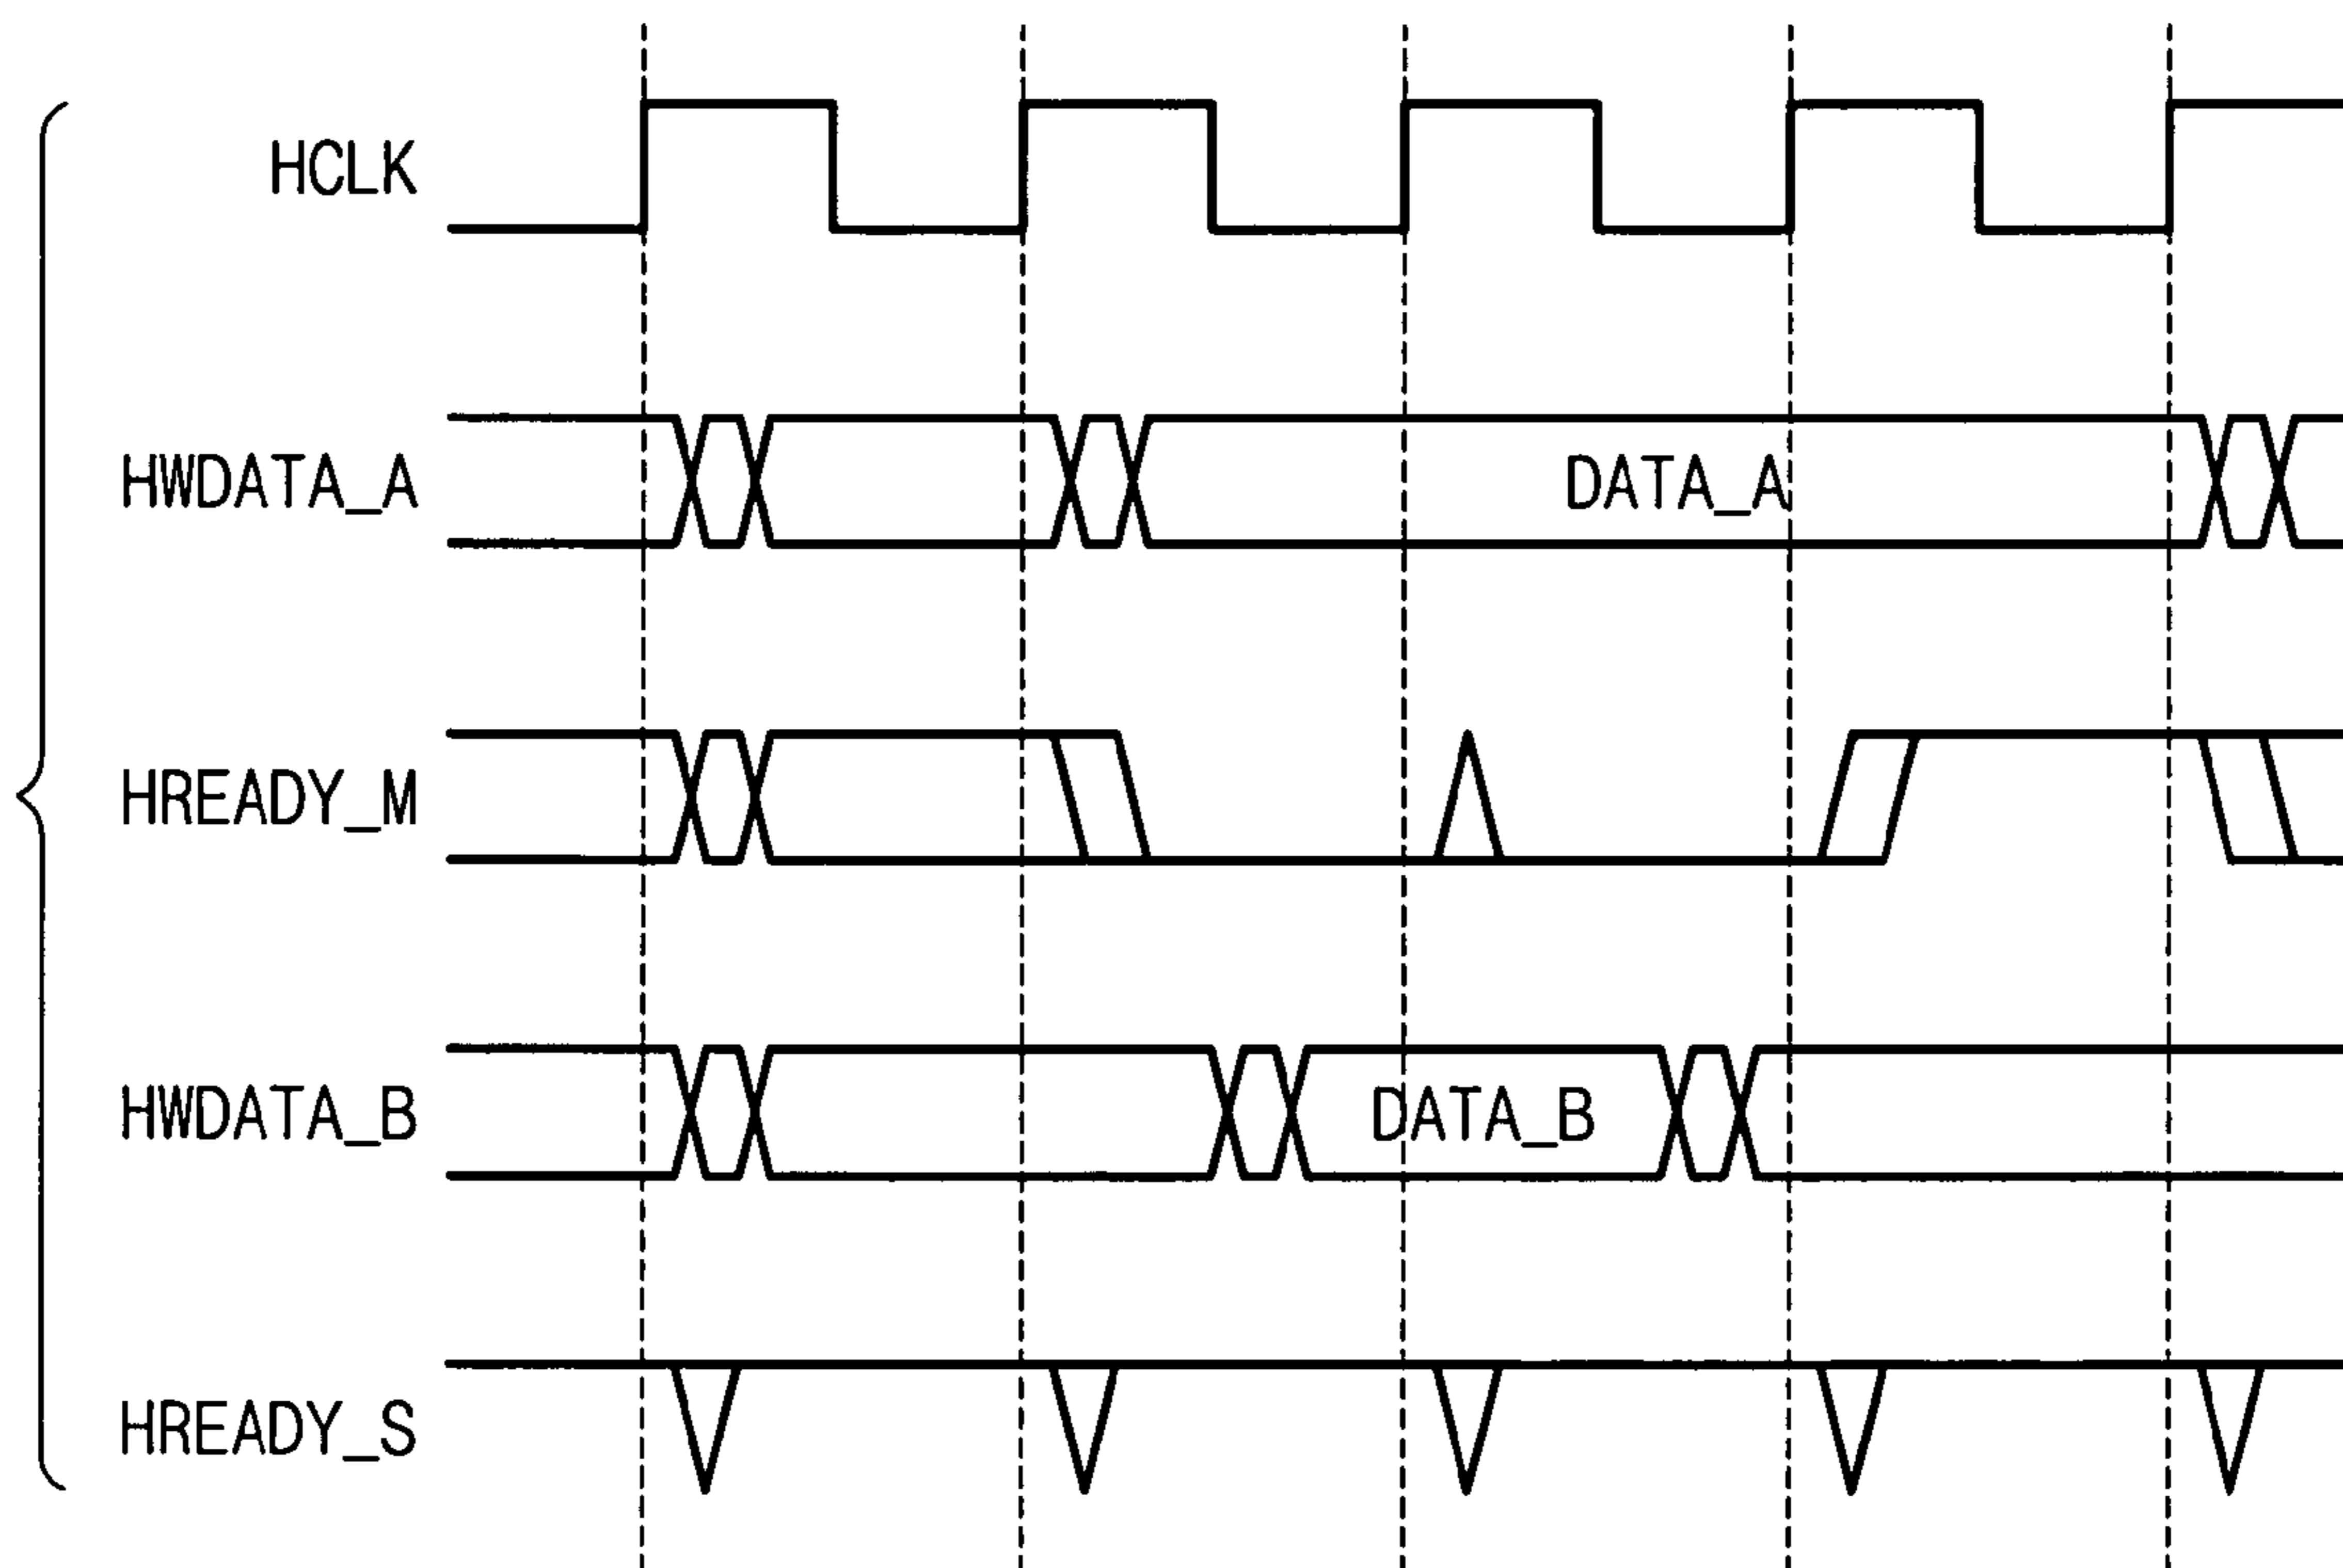 HCLK
HWDATA_A
DATA_A
HREADY_M
HWDATA_B
DATA_B
HREADY_S